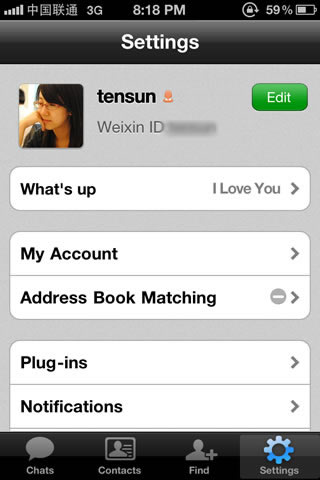 中国联通 3G 8:18 PM 59%
Settings
tensun
Edit
Weixin ID
What's up I Love You
My Account
Address Book Matching
Plug-ins
Notifications
Chats Contacts Find Settings